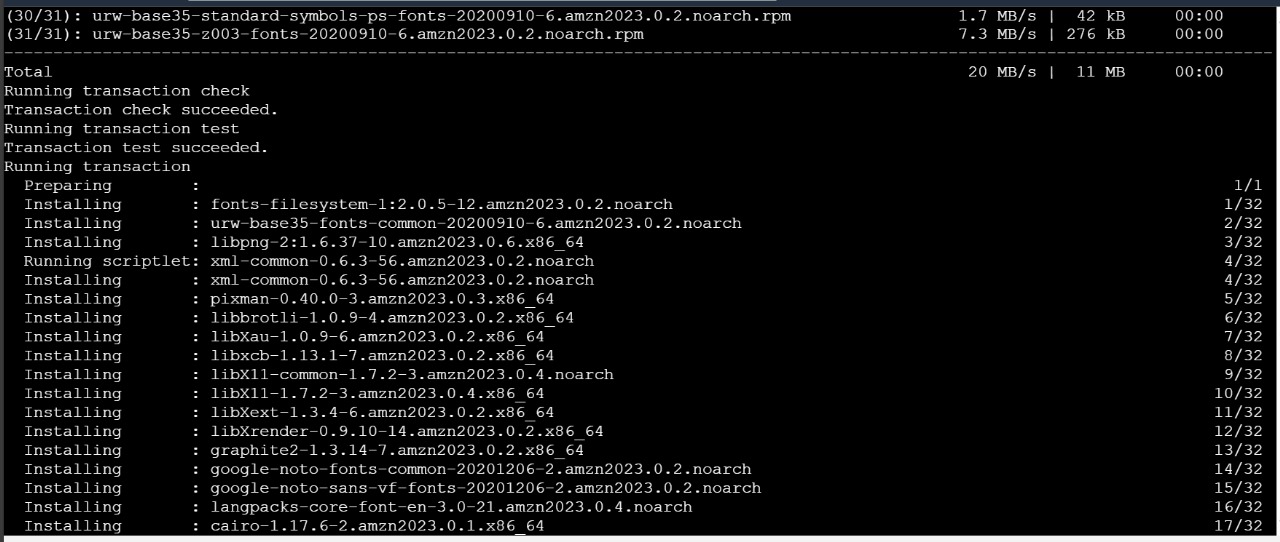 (30/31): urw-base35-standard-symbols-ps-fonts-20200910-6.amzn2023.0.2.noarch.rpm 1.7 MB/s | 42 kB 00:00
(31/31): urw-base35-z003-fonts-20200910-6.amzn2023.0.2.noarch.rpm 7.3 MB/s | 276 kB 00:00
--------------------------------------------------------------------------------------------------------------------------------
Total 20 MB/s | 11 MB 00:00
Running transaction check
Transaction check succeeded.
Running transaction test
Transaction test succeeded.
Running transaction
Preparing : 1/1
Installing : fonts-filesystem-1:2.0.5-12.amzn2023.0.2.noarch 1/32
Installing : urw-base35-fonts-common-20200910-6.amzn2023.0.2.noarch 2/32
Installing : libpng-2:1.6.37-10.amzn2023.0.6.x86_64 3/32
Running scriptlet: xml-common-0.6.3-56.amzn2023.0.2.noarch 4/32
Installing : xml-common-0.6.3-56.amzn2023.0.2.noarch 4/32
Installing : pixman-0.40.0-3.amzn2023.0.3.x86_64 5/32
Installing : libbrotli-1.0.9-4.amzn2023.0.2.x86_64 6/32
Installing : libXau-1.0.9-6.amzn2023.0.2.x86_64 7/32
Installing : libxcb-1.13.1-7.amzn2023.0.2.x86_64 8/32
Installing : libX11-common-1.7.2-3.amzn2023.0.4.noarch 9/32
Installing : libX11-1.7.2-3.amzn2023.0.4.x86_64 10/32
Installing : libXext-1.3.4-6.amzn2023.0.2.x86_64 11/32
Installing : libXrender-0.9.10-14.amzn2023.0.2.x86_64 12/32
Installing : graphite2-1.3.14-7.amzn2023.0.2.x86_64 13/32
Installing : google-noto-fonts-common-20201206-2.amzn2023.0.2.noarch 14/32
Installing : google-noto-sans-vf-fonts-20201206-2.amzn2023.0.2.noarch 15/32
Installing : langpacks-core-font-en-3.0-21.amzn2023.0.4.noarch 16/32
Installing : cairo-1.17.6-2.amzn2023.0.1.x86_64 17/32